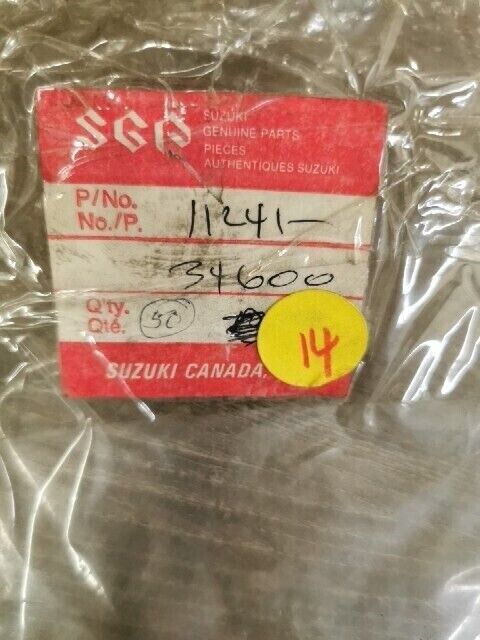 SGP
SUZUKI
GENUINE PARTS
PIECES
AUTHENTIQUES SUZUKI
P/No.
No./P.
11241-
34600
Q'ty.
Qté.
50
14
SUZUKI CANADA,